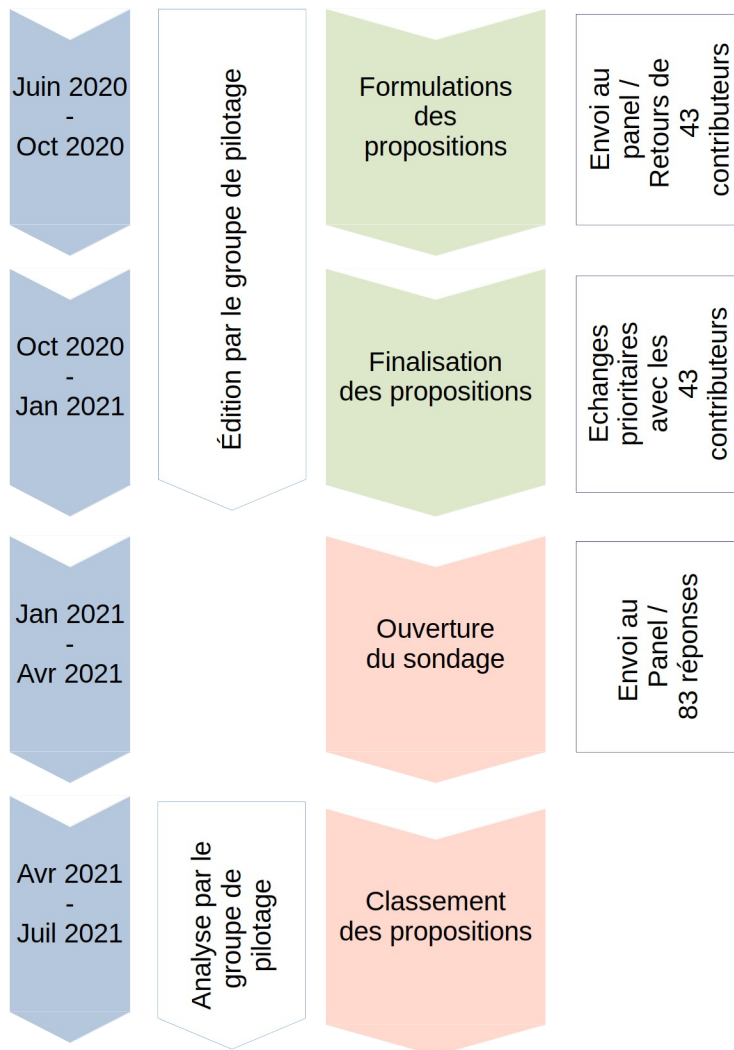 Juin 2020
-
Oct 2020
Édition par le groupe de pilotage
Formulations
des
propositions
Envoi au
panel /
Retours de
43
contributeurs
Oct 2020
-
Jan 2021
Finalisation
des propositions
Echanges
prioritaires
avec les
43
contributeurs
Jan 2021
-
Avr 2021
Ouverture
du sondage
Envoi au
Panel /
83 réponses
Avr 2021
-
Juil 2021
Analyse par le
groupe de
pilotage
Classement
des propositions